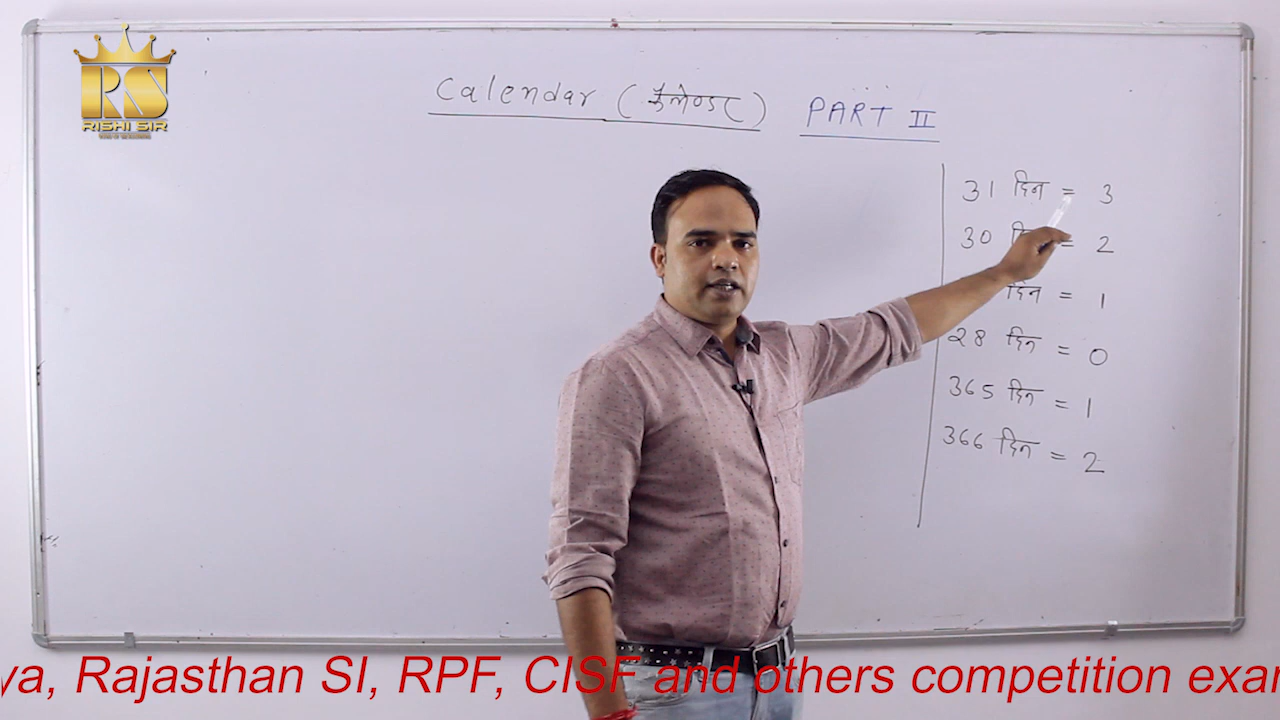 RS
RISHI SIR
Calendar (कैलेण्डर) PART II
31 दिन = 3
30 = 2
दिन = 1
28 दिन = 0
365 दिन = 1
366 दिन = 2
ya, Rajasthan SI, RPF, CISF and others competition exa